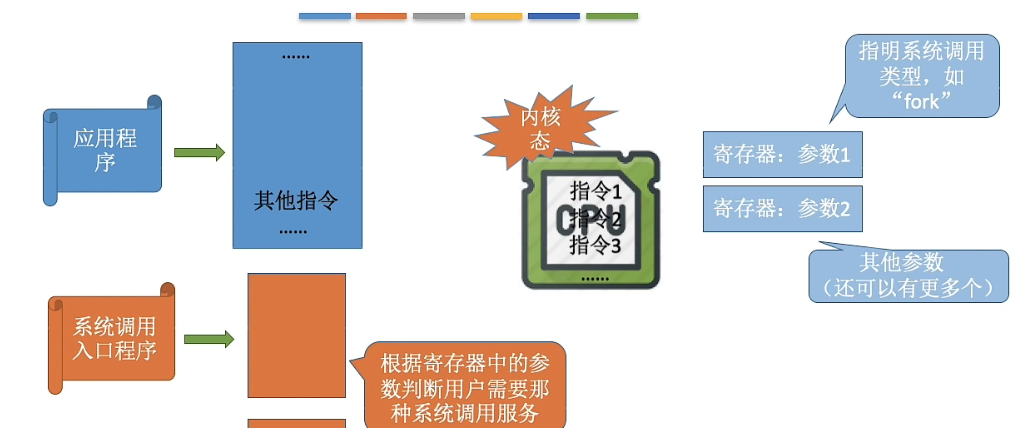 应用程
序
……
其他指令
……
内核
态
CPU
指令1
指令2
指令3
……
指明系统调用
类型，如
“fork”
寄存器：参数1
寄存器：参数2
其他参数
（还可以有更多个）
系统调用
入口程序
根据寄存器中的参
数判断用户需要那
种系统调用服务